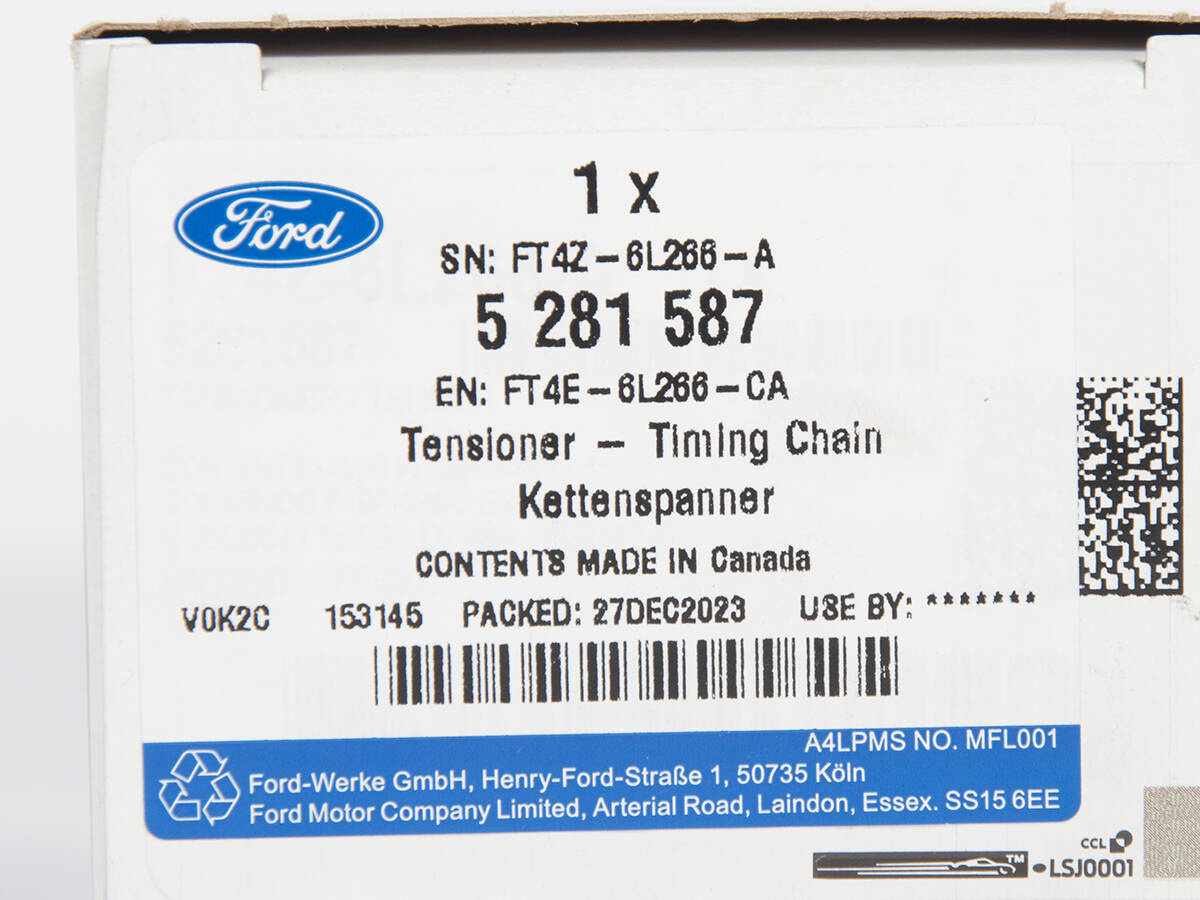 Ford
1 x
SN: FT4Z-6L266-A
5 281 587
EN: FT4E-6L266-CA
Tensioner - Timing Chain
Kettenspanner
CONTENTS MADE IN Canada
V0K2C 153145 PACKED: 27DEC2023 USE BY: *******
A4LPMS NO. MFL001
Ford-Werke GmbH, Henry-Ford-Straße 1, 50735 Köln
Ford Motor Company Limited, Arterial Road, Laindon, Essex. SS15 6EE
CCL
TM
-LSJ0001